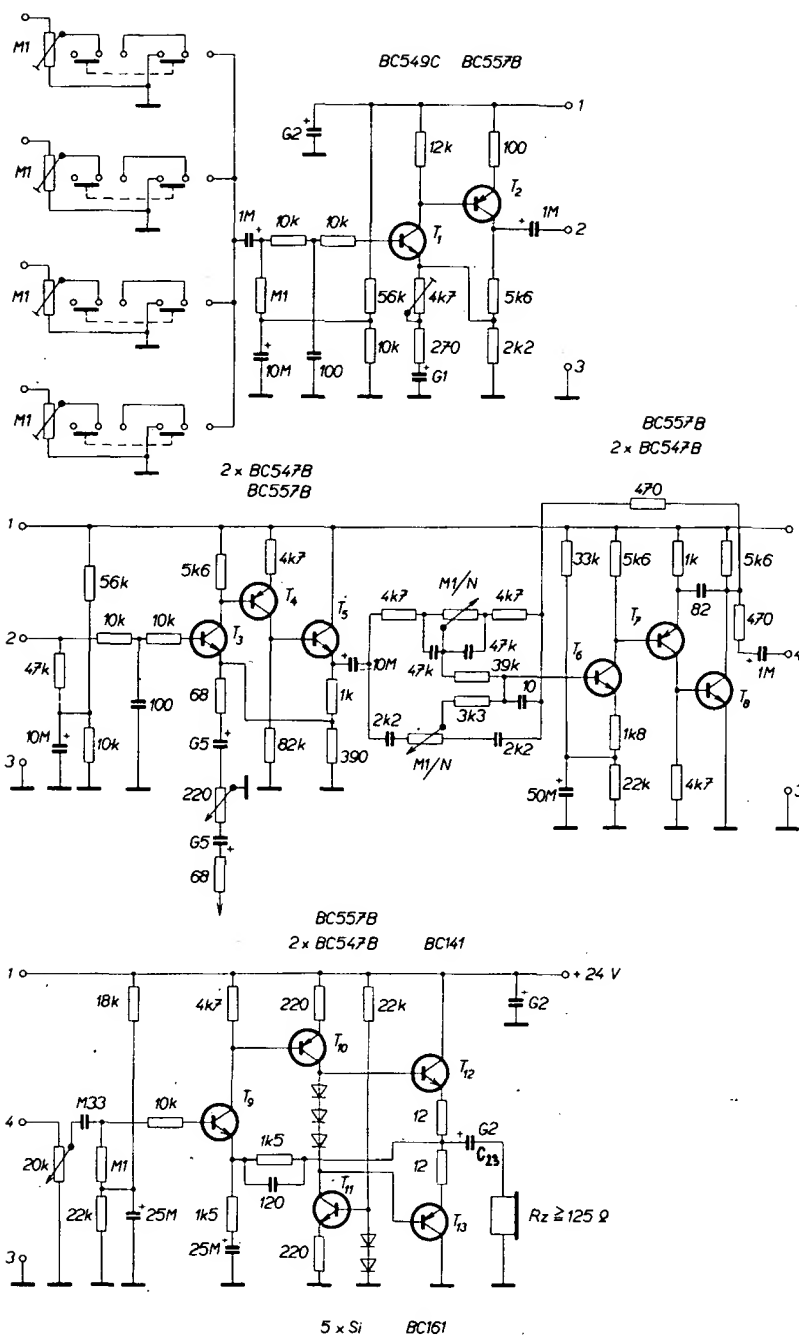 M1
M1
M1
M1
BC549C BC557B
G2
12k
100
1
T1
T2
1M
10k
10k
1M
2
M1
56k
4k7
5k6
10M
100
10k
270
G1
2k2
3
2 x BC547B
BC557B
BC557B
2 x BC547B
470
1
56k
5k6
4k7
T4
4k7
M1/N
4k7
33k
5k6
1k
5k6
82
470
10k
10k
T3
T5
2
47k
47k
47k
39k
10M
T6
T7
4
1M
68
1k
3k3
10
T8
100
10M
10k
G5
82k
390
2k2
M1/N
2k2
1k8
3
220
50M
22k
4k7
3
G5
68
BC557B
2 x BC547B BC141
1
+ 24 V
18k
4k7
220
22k
G2
T10
T12
4
M33
10k
T9
12
G2
C23
20k
M1
1k5
12
120
T11
22k
25M
1k5
T13
Rz ≧ 125 Ω
3
25M
220
5 x Si BC161